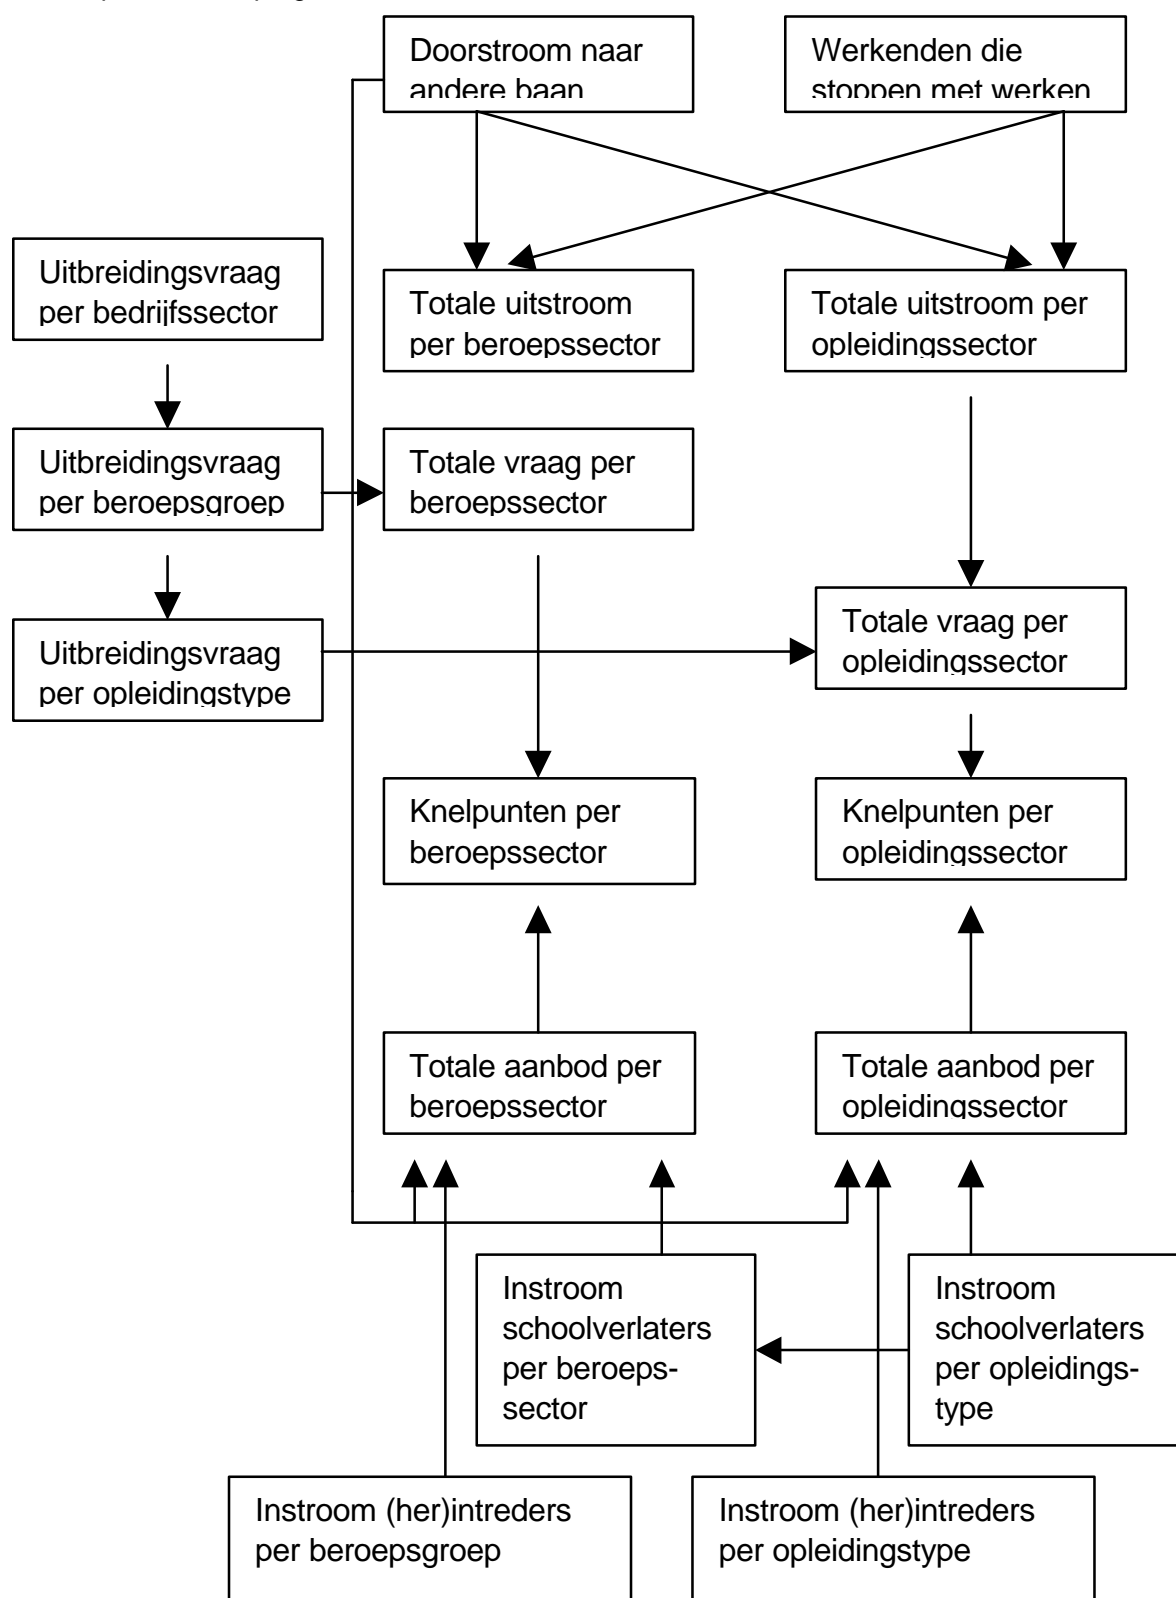 Doorstroom naar
andere baan
Werkenden die
stoppen met werken
Uitbreidingsvraag
per bedrijfssector
Totale uitstroom
per beroepssector
Totale uitstroom per
opleidingssector
Uitbreidingsvraag
per beroepsgroep
Totale vraag per
beroepssector
Uitbreidingsvraag
per opleidingstype
Totale vraag per
opleidingssector
Knelpunten per
beroepssector
Knelpunten per
opleidingssector
Totale aanbod per
beroepssector
Totale aanbod per
opleidingssector
Instroom
schoolverlaters
per beroeps-
sector
Instroom
schoolverlaters
per opleidings-
type
Instroom (her)intreders
per beroepsgroep
Instroom (her)intreders
per opleidingstype